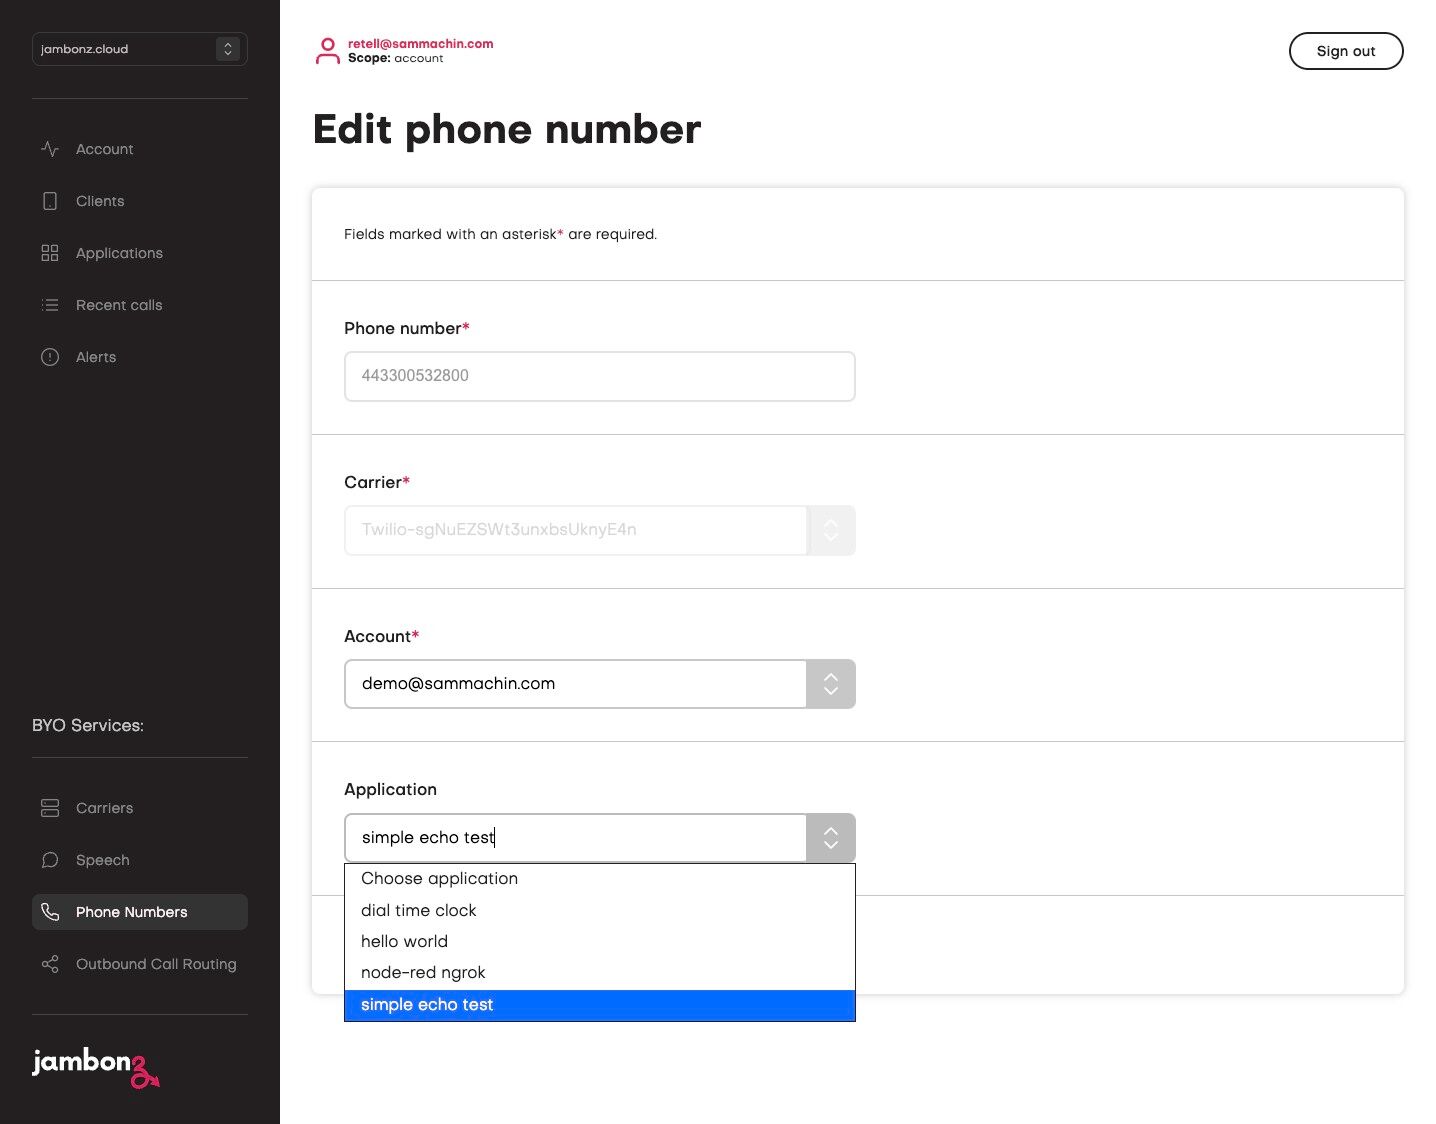 jambonz.cloud
Account
Clients
Applications
Recent calls
Alerts
BYO Services:
Carriers
Speech
Phone Numbers
Outbound Call Routing
jambonz
retell@sammachin.com
Scope: account
Sign out
Edit phone number
Fields marked with an asterisk* are required.
Phone number*
443300532800
Carrier*
Twilio-sgNuEZSWt3unxbsUknyE4n
Account*
demo@sammachin.com
Application
simple echo test
Choose application
dial time clock
hello world
node-red ngrok
simple echo test